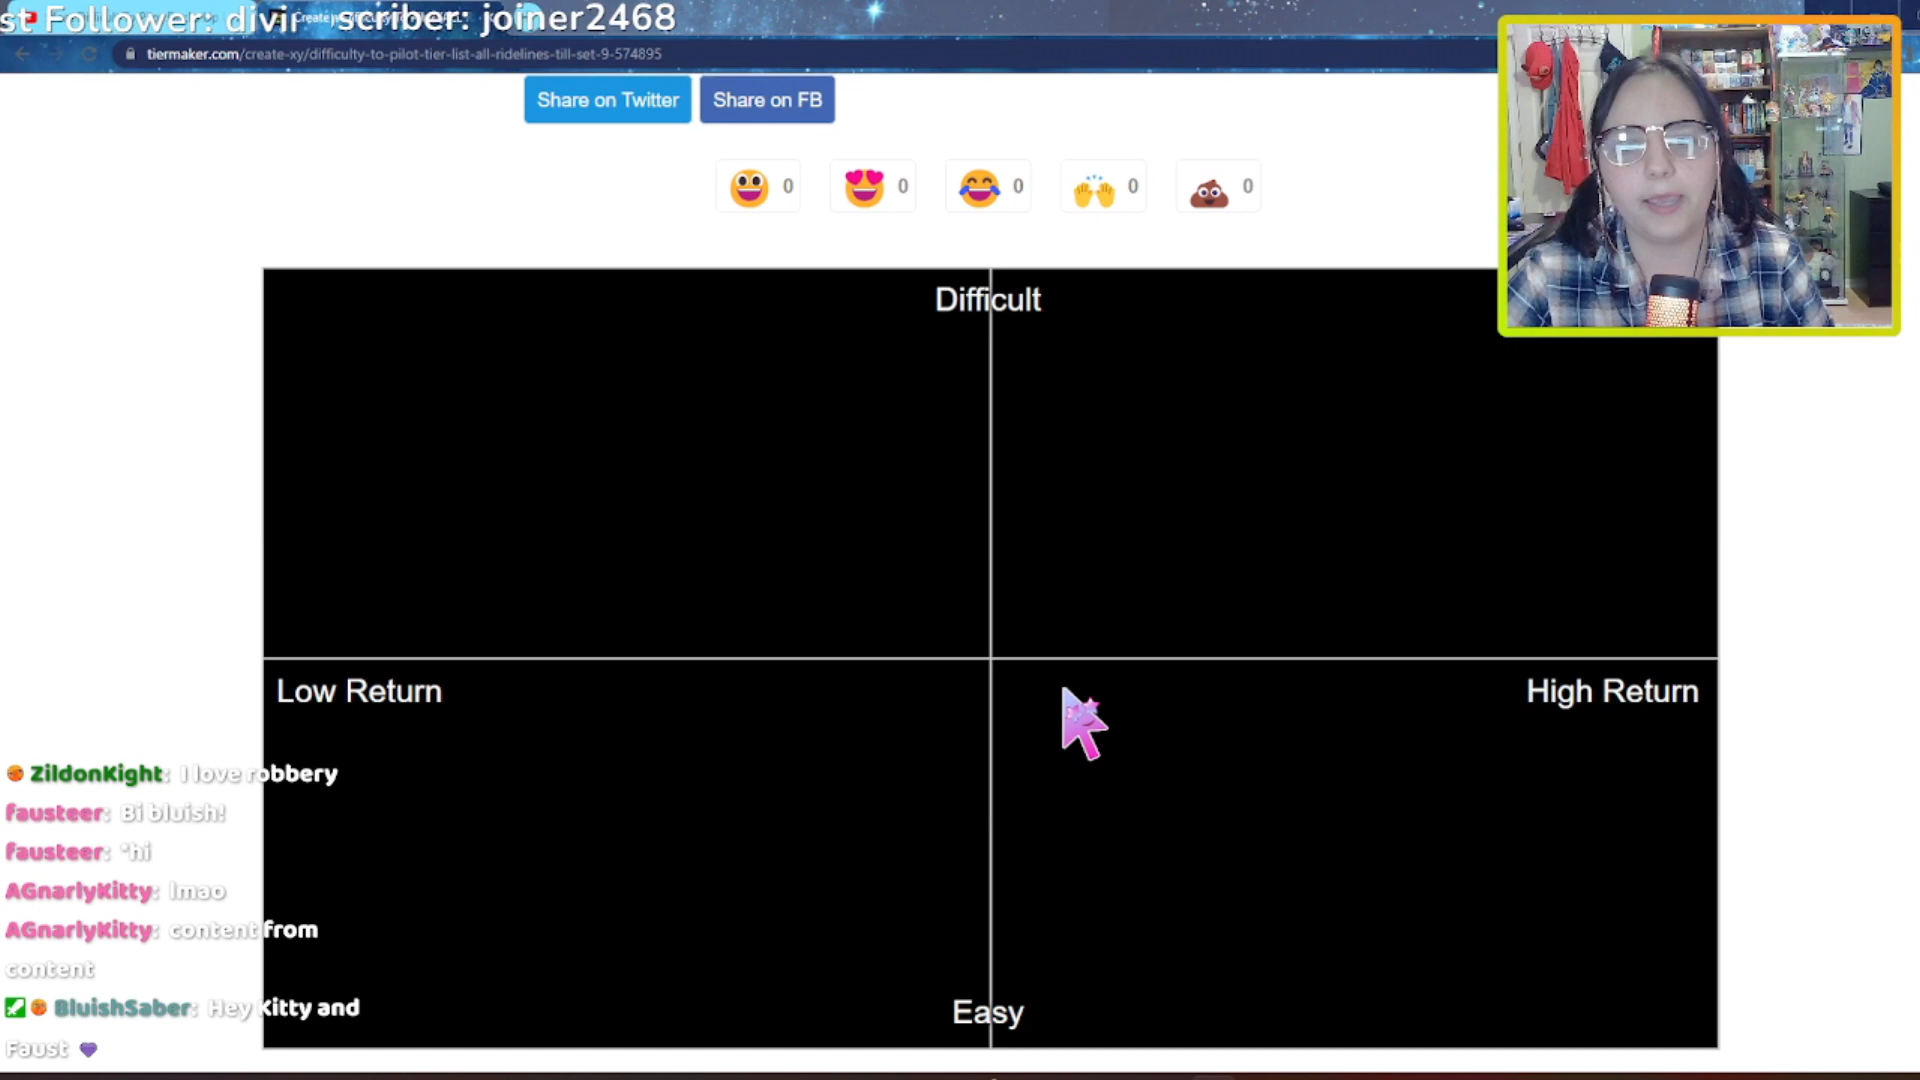 st Follower: divir scriber: joiner2468
tiermaker.com/create-xy/difficulty-to-pilot-tier-list-all-ridelines-till-set-9-574895
Share on Twitter Share on FB
0 0 0 0 0
Difficult
Low Return High Return
ZildonKight: I love robbery
fausteer: Bi bluish!
fausteer: *hi
AGnarlyKitty: lmao
AGnarlyKitty: content from
content
BluishSaber: Hey Kitty and
Faust
Easy